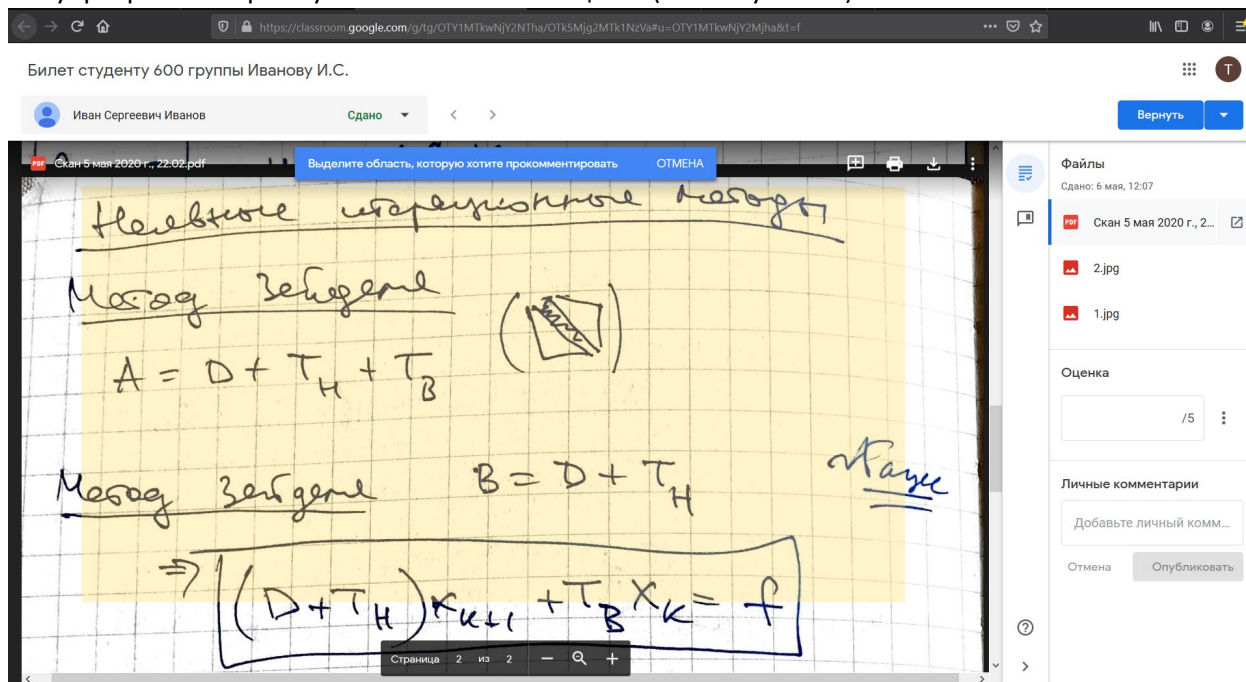 https://classroom.google.com/g/tg/OTY1MTkwNjY2NTha/OTk5Mjg2MTk1NzVa#u=OTY1MTkwNjY2Mjha&t=f
Билет студенту 600 группы Иванову И.С.
T
Иван Сергеевич Иванов
Сдано
Вернуть
PDF Скан 5 мая 2020 г., 22.02.pdf
Выделите область, которую хотите прокомментировать
ОТМЕНА
Неявные итерационные методы
Метод Зейделя
A = D + T_H + T_B
Метод Зейделя B = D + T_H
⇒ (D + T_H) x_{k+1} + T_B x_k = f
Страница 2 из 2
Файлы
Сдано: 6 мая, 12:07
PDF Скан 5 мая 2020 г., 2...
2.jpg
1.jpg
Оценка
/5
Личные комментарии
Добавьте личный комм...
Отмена
Опубликовать